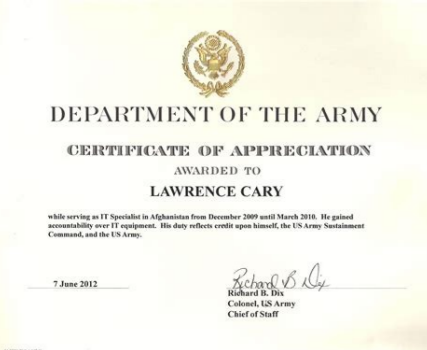 DEPARTMENT OF THE ARMY
CERTIFICATE OF APPRECIATION
AWARDED TO
LAWRENCE CARY
while serving as IT Specialist in Afghanistan from December 2009 until March 2010. He gained
accountability over IT equipment. His duty reflects credit upon himself, the US Army Sustainment
Command, and the US Army.
Richard B Dix
7 June 2012
Richard B. Dix
Colonel, US Army
Chief of Staff